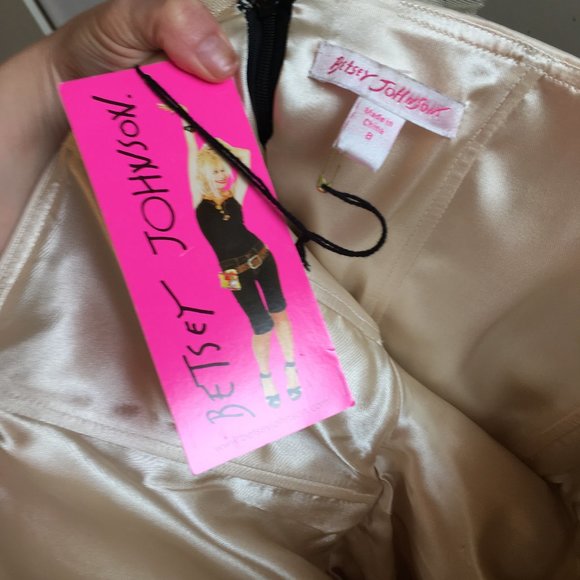 BETSEY JOHNSON.
BETSEY JOHNSON
Made in
China
8